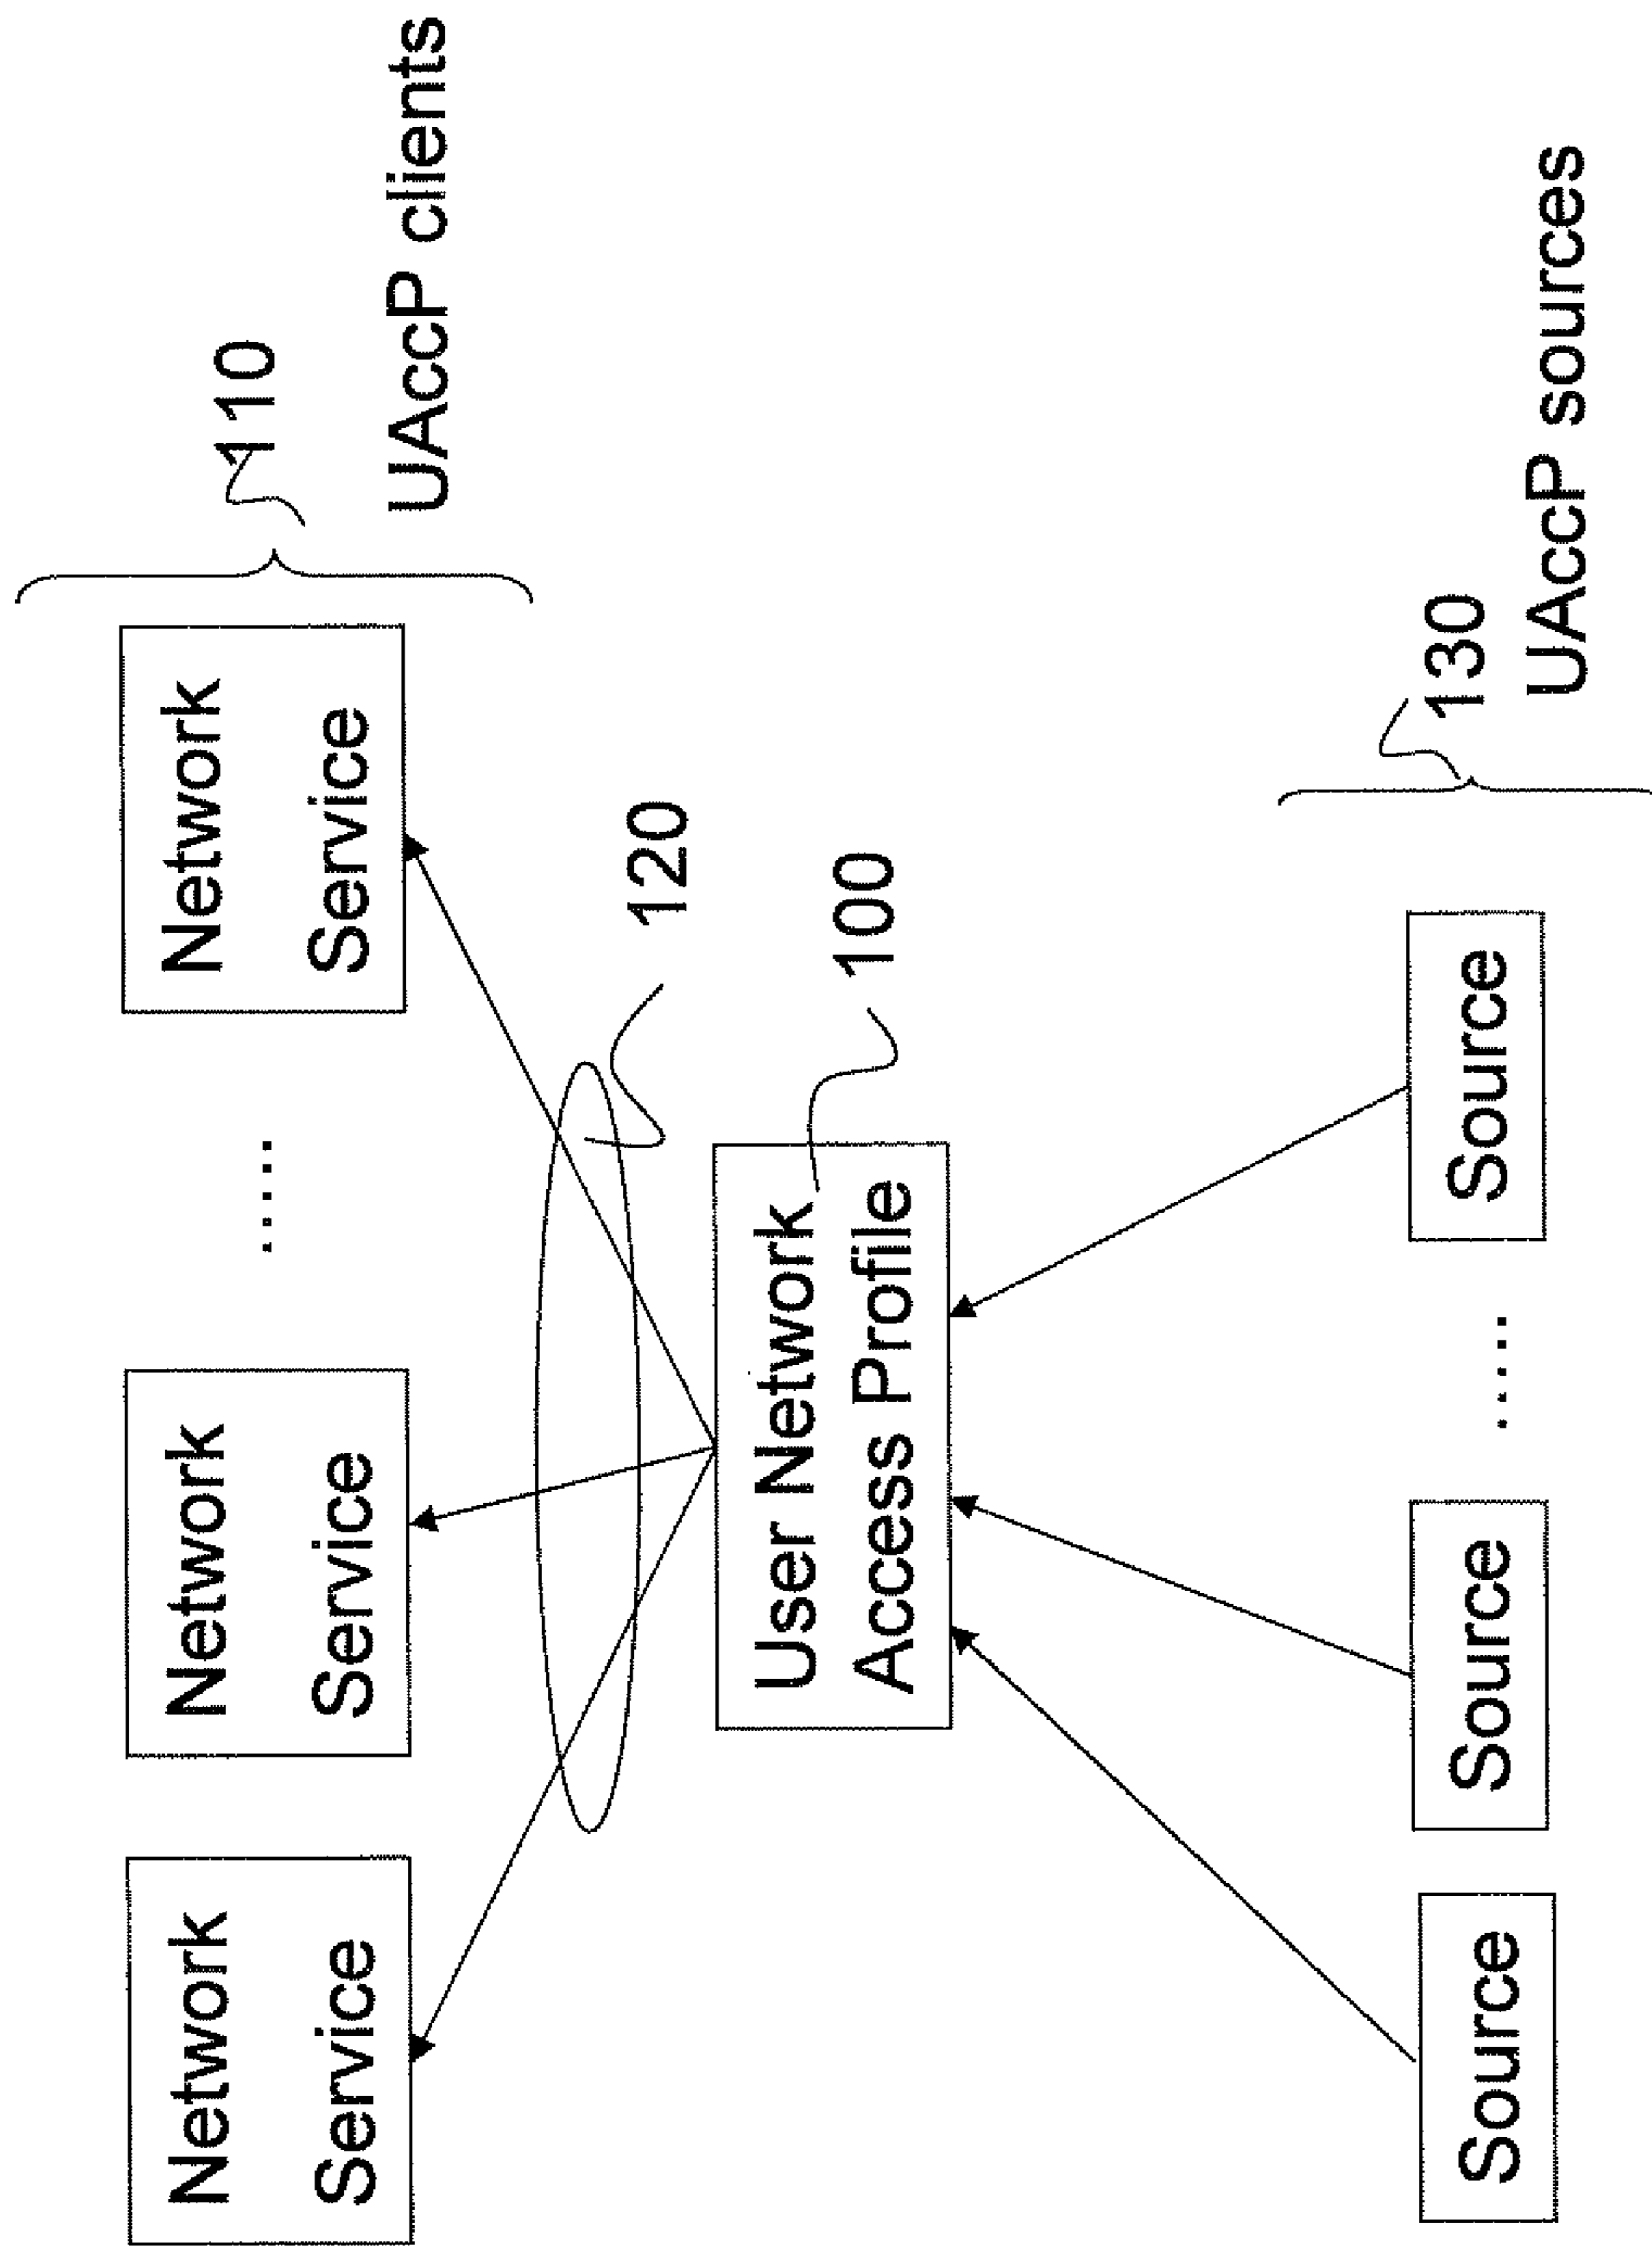 Network
Service
Network
Service
.....
Network
Service
110
UAccP clients
120
User Network
Access Profile
100
Source
Source
.....
Source
130
UAccP sources